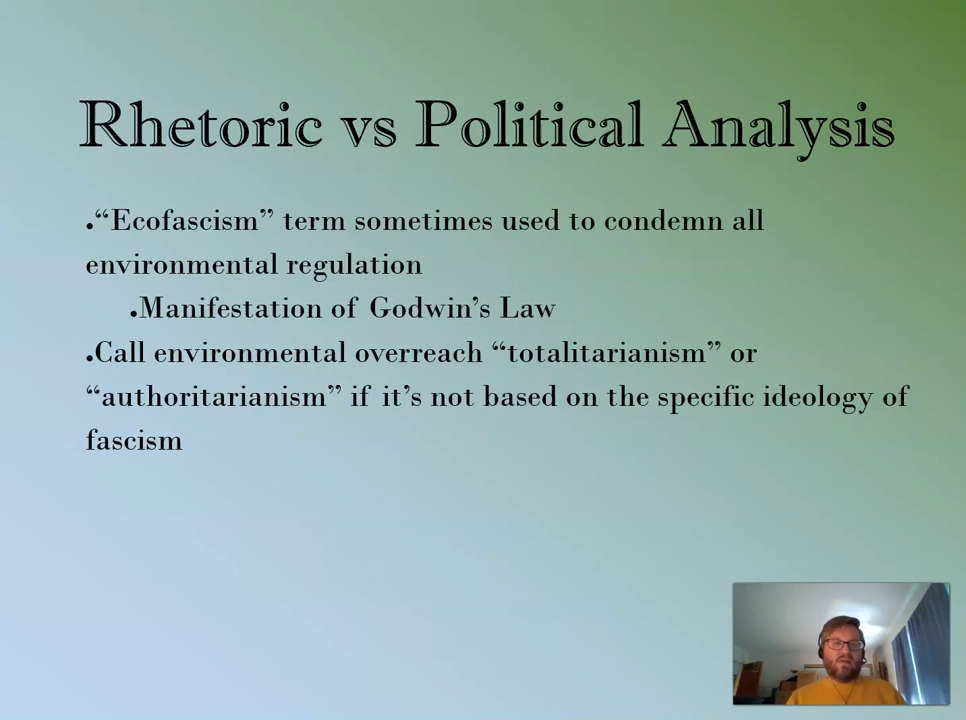 Rhetoric vs Political Analysis
•“Ecofascism” term sometimes used to condemn all
environmental regulation
•Manifestation of Godwin’s Law
•Call environmental overreach “totalitarianism” or
“authoritarianism” if it’s not based on the specific ideology of
fascism